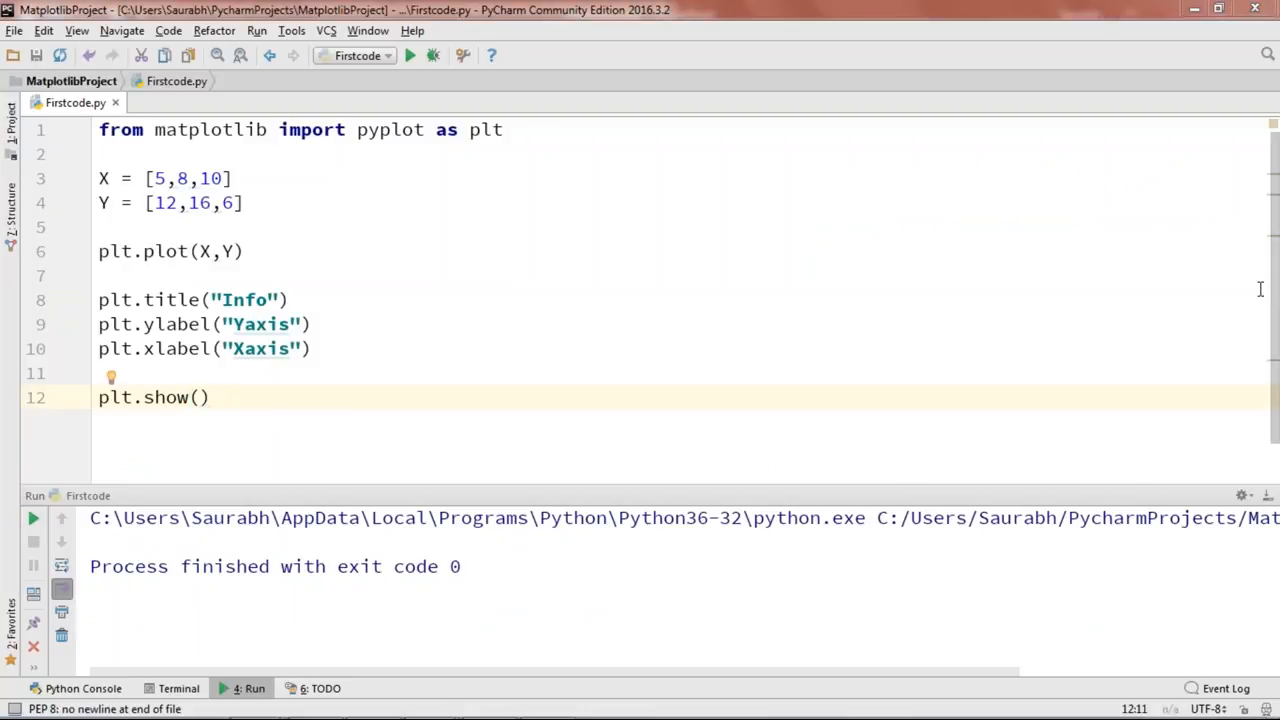 MatplotlibProject - [C:\Users\Saurabh\PycharmProjects\MatplotlibProject] - ...\Firstcode.py - PyCharm Community Edition 2016.3.2
File Edit View Navigate Code Refactor Run Tools VCS Window Help
Firstcode
MatplotlibProject Firstcode.py
Firstcode.py
1: Project
Z: Structure
1 from matplotlib import pyplot as plt
2
3 X = [5,8,10]
4 Y = [12,16,6]
5
6 plt.plot(X,Y)
7
8 plt.title("Info")
9 plt.ylabel("Yaxis")
10 plt.xlabel("Xaxis")
11
12 plt.show()
Run Firstcode
C:\Users\Saurabh\AppData\Local\Programs\Python\Python36-32\python.exe C:/Users/Saurabh/PycharmProjects/Mat
Process finished with exit code 0
2: Favorites
Python Console Terminal 4: Run 6: TODO Event Log
PEP 8: no newline at end of file 12:11 n/a UTF-8